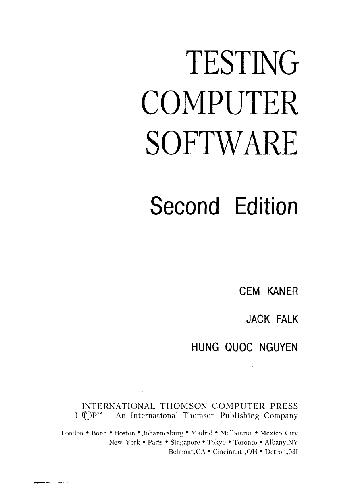 TESTING
COMPUTER
SOFTWARE
Second Edition
CEM KANER
JACK FALK
HUNG QUOC NGUYEN
INTERNATIONAL THOMSON COMPUTER PRESS
An International Thomson Publishing Company
London • Bonn • Boston • Johannesburg • Madrid • Melbourne • Mexico City
New York • Paris • Singapore • Tokyo • Toronto • Albany,NY
Belmont,CA • Cincinnati,OH • Detroit,MI